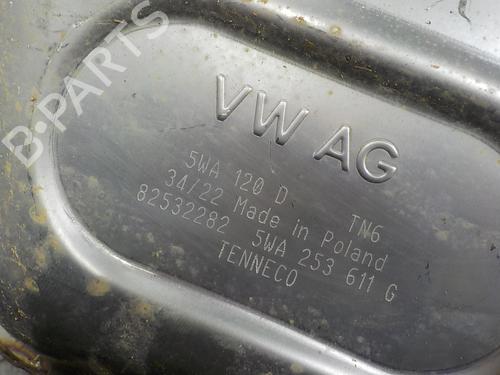 B-PARTS
VW AG
5WA 120 D TN6
34/22 Made in Poland
82532282 5WA 253 611 G
TENNECO